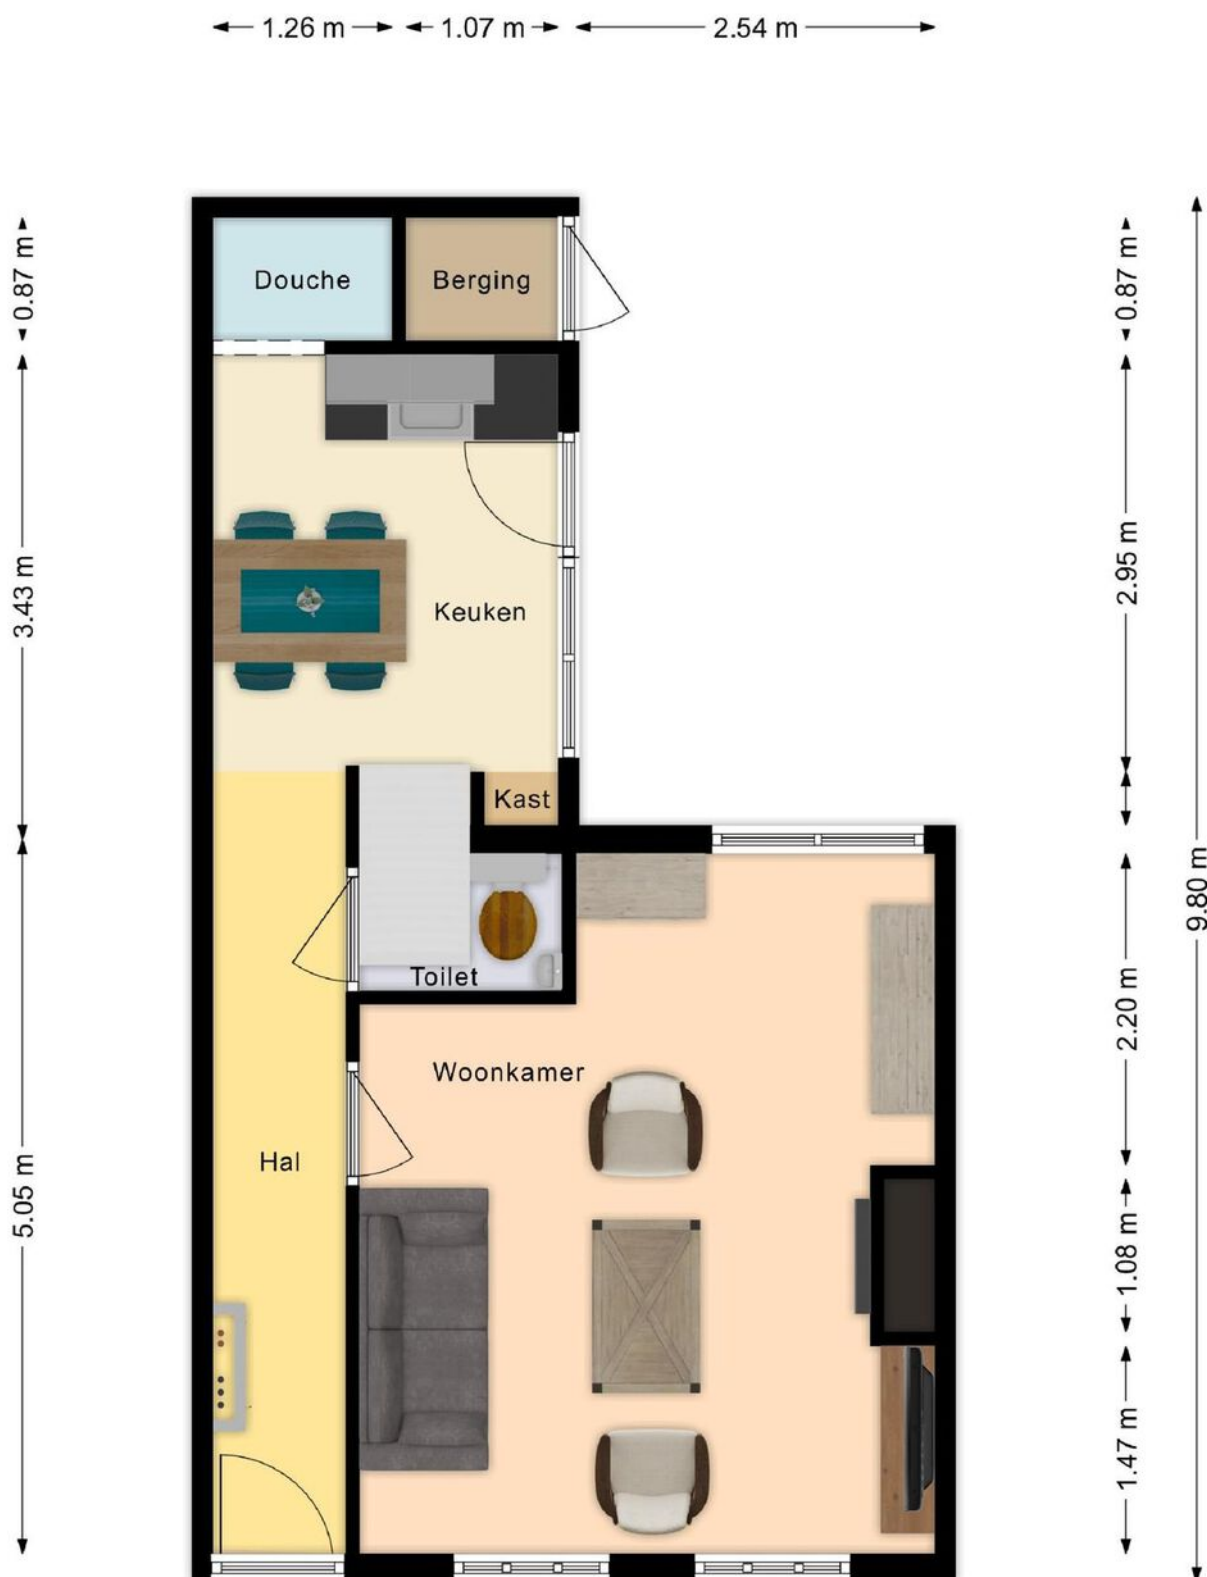 1.26 m
1.07 m
2.54 m
0.87 m
3.43 m
5.05 m
Douche
Berging
Keuken
Kast
Toilet
Woonkamer
Hal
0.87 m
2.95 m
2.20 m
1.08 m
1.47 m
9.80 m